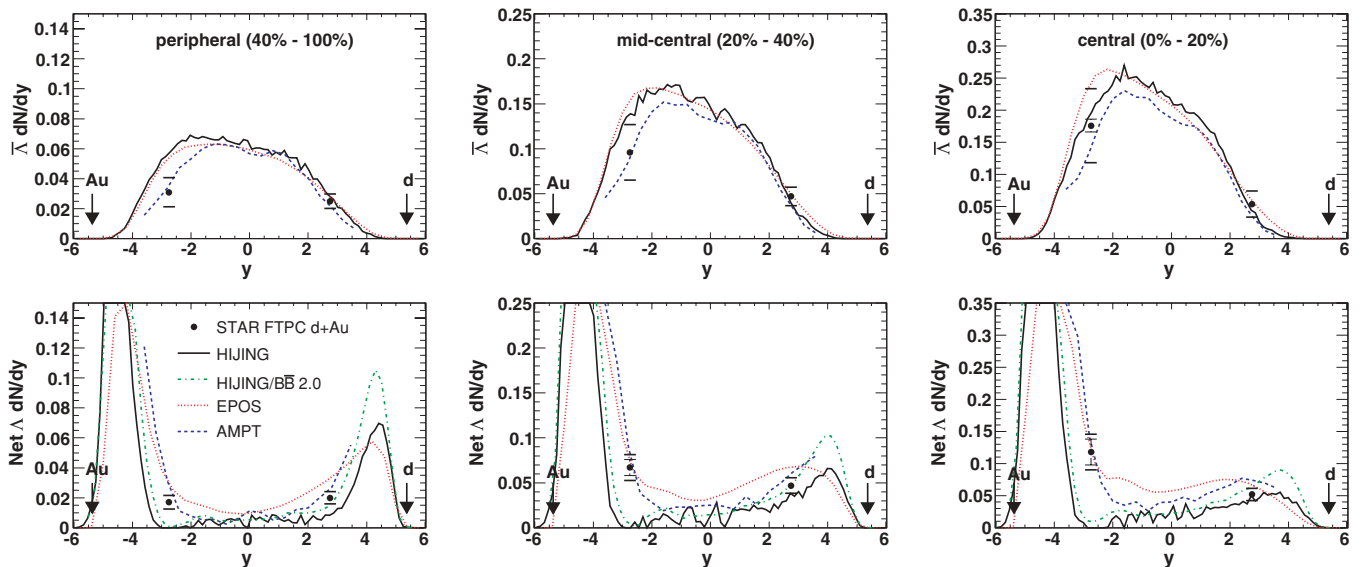 peripheral (40% - 100%)
Λ̅ dN/dy
0.14
0.12
0.1
0.08
0.06
0.04
0.02
0
Au
d
-6 -4 -2 0 2 4 6
y
mid-central (20% - 40%)
Λ̅ dN/dy
0.25
0.2
0.15
0.1
0.05
0
Au
d
-6 -4 -2 0 2 4 6
y
central (0% - 20%)
Λ̅ dN/dy
0.35
0.3
0.25
0.2
0.15
0.1
0.05
0
Au
d
-6 -4 -2 0 2 4 6
y
Net Λ dN/dy
0.14
0.12
0.1
0.08
0.06
0.04
0.02
0
STAR FTPC d+Au
HIJING
HIJING/BB̅ 2.0
EPOS
AMPT
Au
d
-6 -4 -2 0 2 4 6
y
Net Λ dN/dy
0.25
0.2
0.15
0.1
0.05
0
Au
d
-6 -4 -2 0 2 4 6
y
Net Λ dN/dy
0.35
0.3
0.25
0.2
0.15
0.1
0.05
0
Au
d
-6 -4 -2 0 2 4 6
y